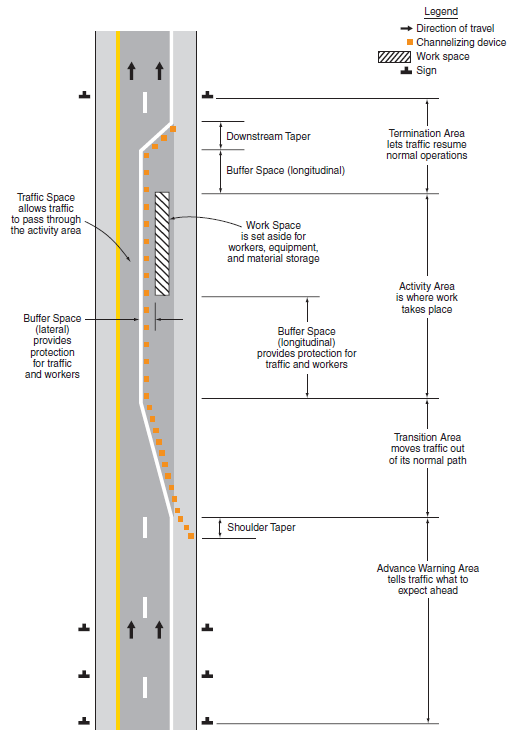 Legend
Direction of travel
Channelizing device
Work space
Sign
Downstream Taper
Termination Area
lets traffic resume
normal operations
Buffer Space (longitudinal)
Traffic Space
allows traffic
to pass through
the activity area
Work Space
is set aside for
workers, equipment,
and material storage
Activity Area
is where work
takes place
Buffer Space
(lateral)
provides
protection
for traffic
and workers
Buffer Space
(longitudinal)
provides protection for
traffic and workers
Transition Area
moves traffic out
of its normal path
Shoulder Taper
Advance Warning Area
tells traffic what to
expect ahead